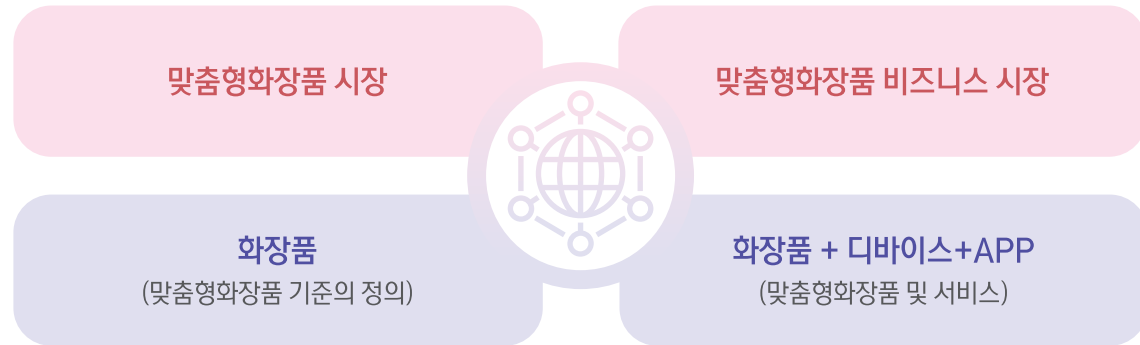 맞춤형화장품 시장
맞춤형화장품 비즈니스 시장
화장품
(맞춤형화장품 기준의 정의)
화장품 + 디바이스+APP
(맞춤형화장품 및 서비스)